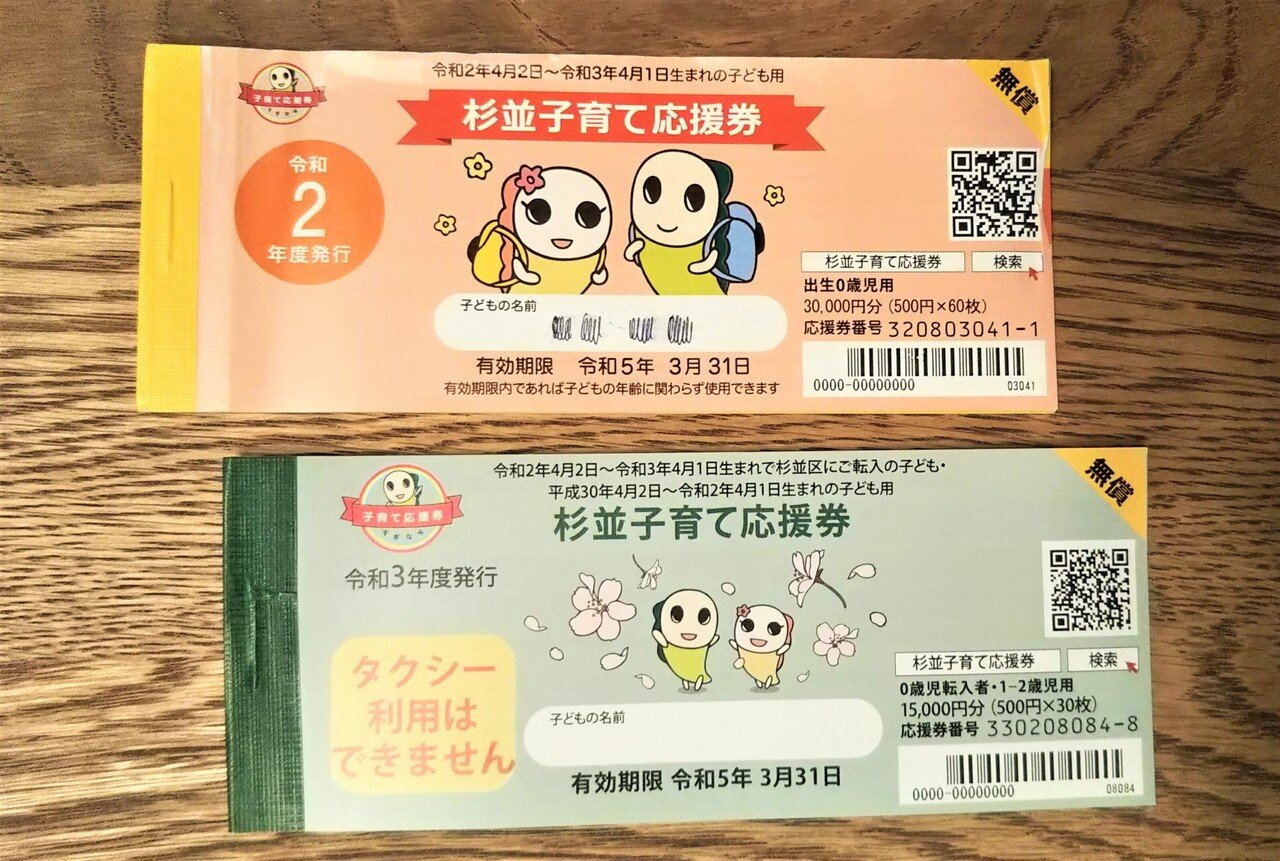 令和2年4月2日～令和3年4月1日生まれの子ども用
無償
子育て応援券
すぎなみ
杉並子育て応援券
令和
2
年度発行
杉並子育て応援券 検索
出生0歳児用
30,000円分（500円×60枚）
応援券番号 320803041-1
子どもの名前
有効期限 令和5年 3月31日
有効期限内であれば子どもの年齢に関わらず使用できます
0000-00000000 03041
令和2年4月2日～令和3年4月1日生まれで杉並区にご転入の子ども・
平成30年4月2日～令和2年4月1日生まれの子ども用
無償
子育て応援券
すぎなみ
杉並子育て応援券
令和3年度発行
タクシー
利用は
できません
杉並子育て応援券 検索
0歳児転入者・1-2歳児用
15,000円分（500円×30枚）
応援券番号 330208084-8
子どもの名前
有効期限 令和5年 3月31日
0000-00000000 08084